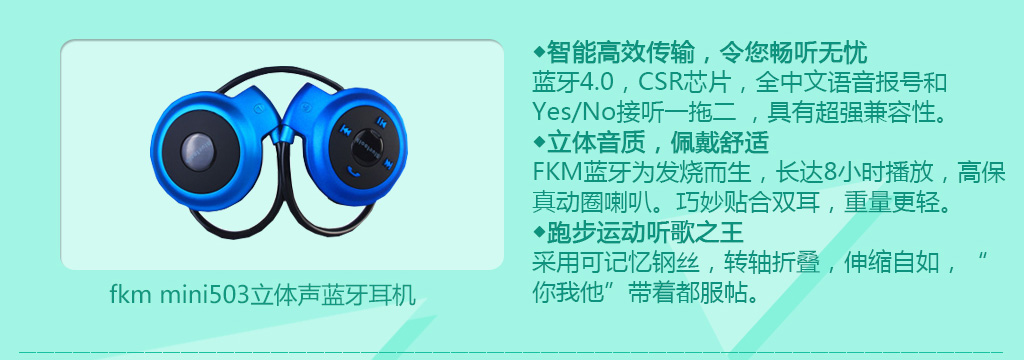 ◆智能高效传输，令您畅听无忧
蓝牙4.0，CSR芯片，全中文语音报号和
Yes/No接听一拖二 ，具有超强兼容性。
◆立体音质，佩戴舒适
FKM蓝牙为发烧而生，长达8小时播放，高保
真动圈喇叭。巧妙贴合双耳，重量更轻。
◆跑步运动听歌之王
采用可记忆钢丝，转轴折叠，伸缩自如，“
你我他”带着都服帖。
fkm mini503立体声蓝牙耳机